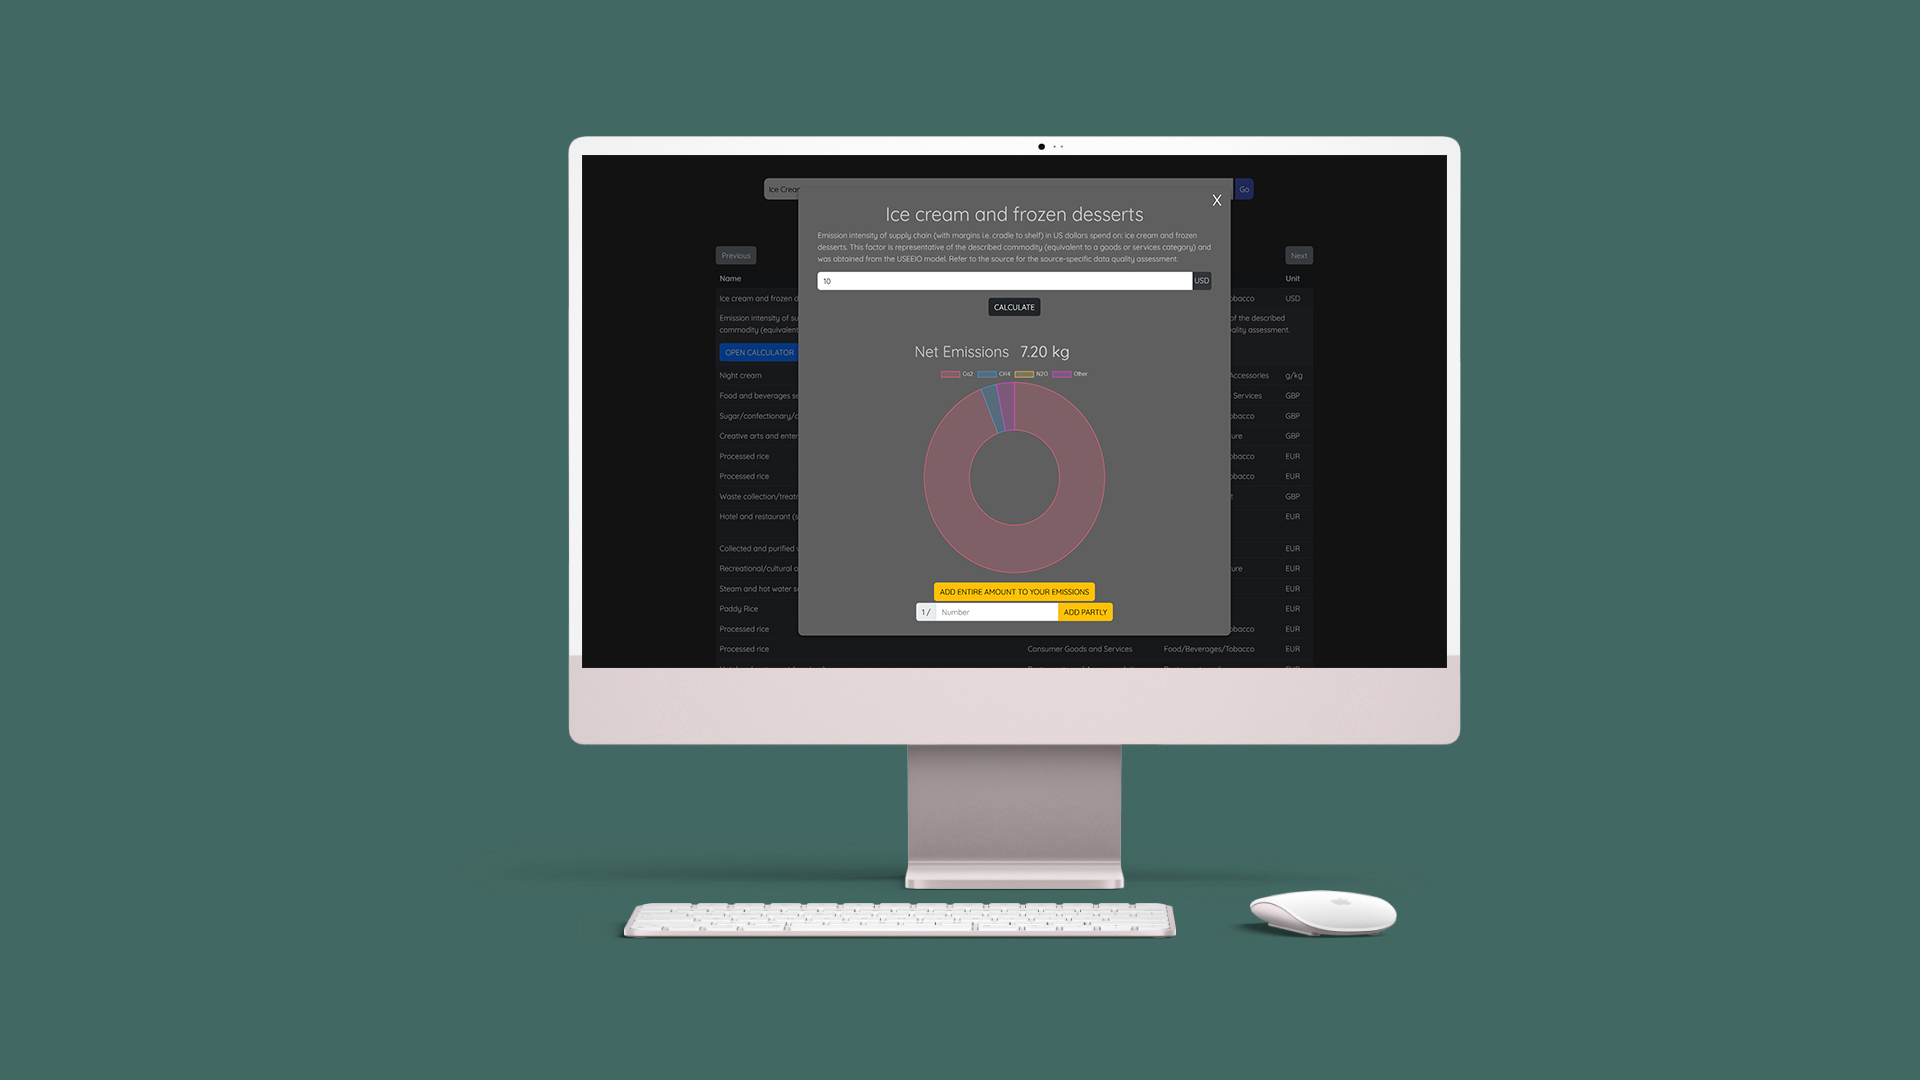 Ice Crea
Go
X
Ice cream and frozen desserts
Emission intensity of supply chain (with margins i.e. cradle to shelf) in US dollars spend on: ice cream and frozen
desserts. This factor is representative of the described commodity (equivalent to a goods or services category) and
was obtained from the USEEIO model. Refer to the source for the source-specific data quality assessment.
10 USD
CALCULATE
Net Emissions 7.20 kg
Co2 CH4 N2O Other
ADD ENTIRE AMOUNT TO YOUR EMISSIONS
1 / Number ADD PARTLY
Previous Next
Name Unit
Ice cream and frozen d obacco USD
Emission intensity of su of the described
commodity (equivalent ality assessment.
OPEN CALCULATOR
Night cream Accessories g/kg
Food and beverages se Services GBP
Sugar/confectionary/c obacco GBP
Creative arts and enter ure GBP
Processed rice obacco EUR
Processed rice obacco EUR
Waste collection/treatm t GBP
Hotel and restaurant (s EUR
Collected and purified EUR
Recreational/cultural a ure EUR
Steam and hot water s EUR
Paddy Rice EUR
Processed rice obacco EUR
Processed rice Consumer Goods and Services Food/Beverages/Tobacco EUR